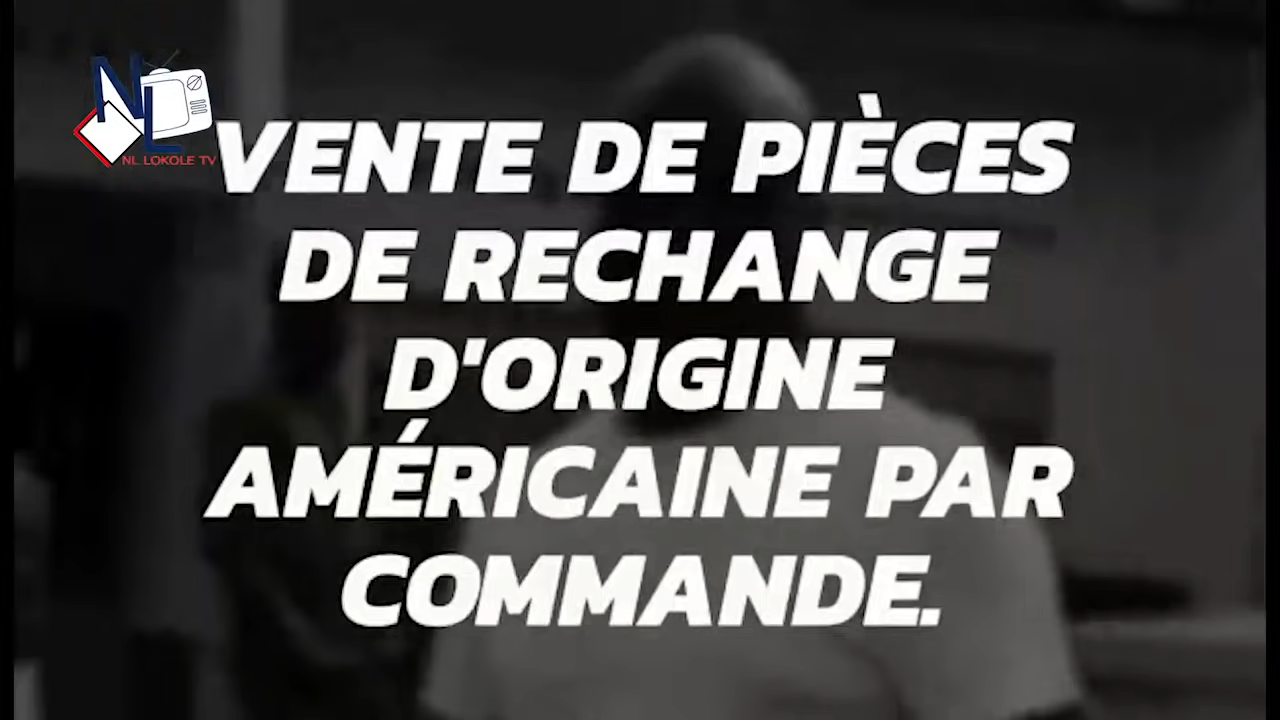 NL
NL LOKOLE TV
VENTE DE PIÈCES
DE RECHANGE
D'ORIGINE
AMÉRICAINE PAR
COMMANDE.